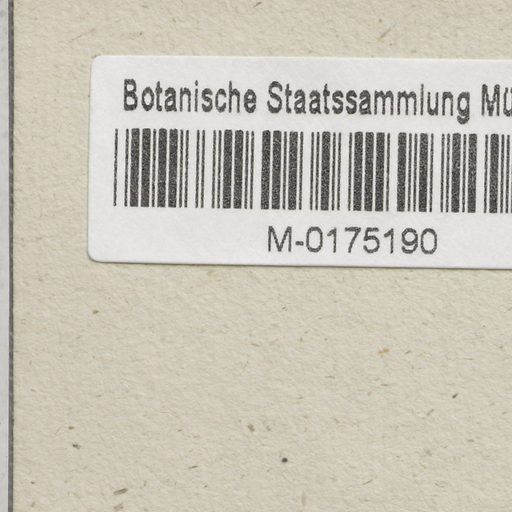 Botanische Staatssammlung Mü
M-0175190